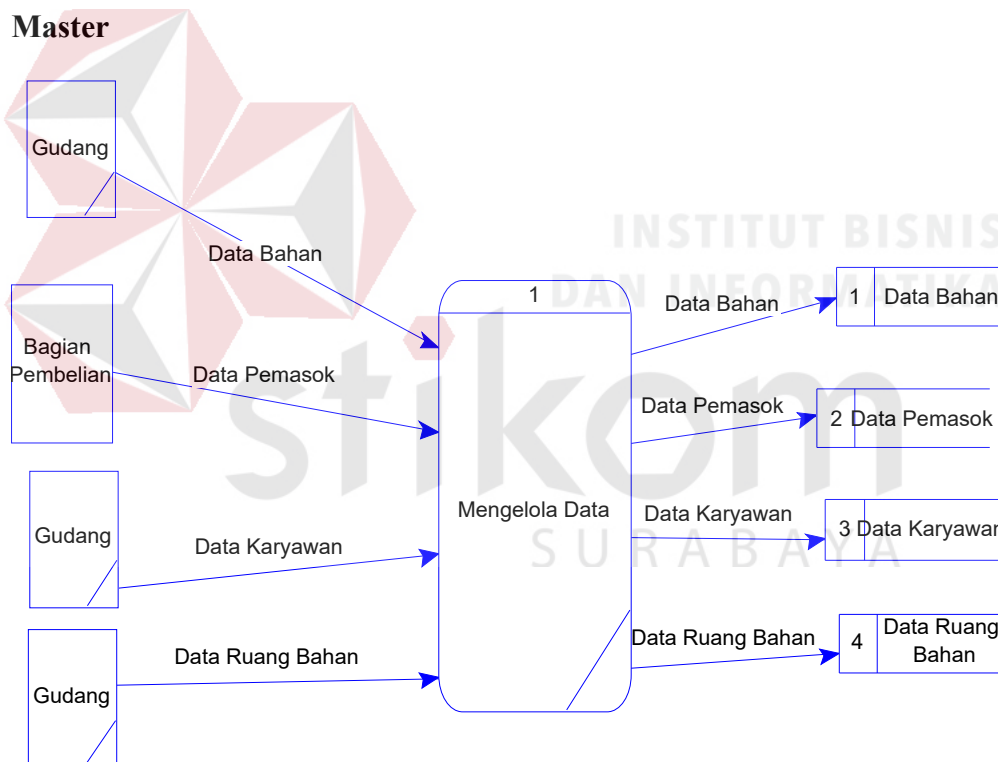 Master
Gudang
Data Bahan
INSTITUT BISNIS
DAN INFORMATIKA
1
Data Bahan
1 Data Bahan
Bagian
Pembelian
Data Pemasok
stikom
Data Pemasok
2 Data Pemasok
Mengelola Data
Gudang
Data Karyawan
Data Karyawan
3 Data Karyawan
SURABAYA
Gudang
Data Ruang Bahan
Data Ruang Bahan
4 Data Ruang
Bahan